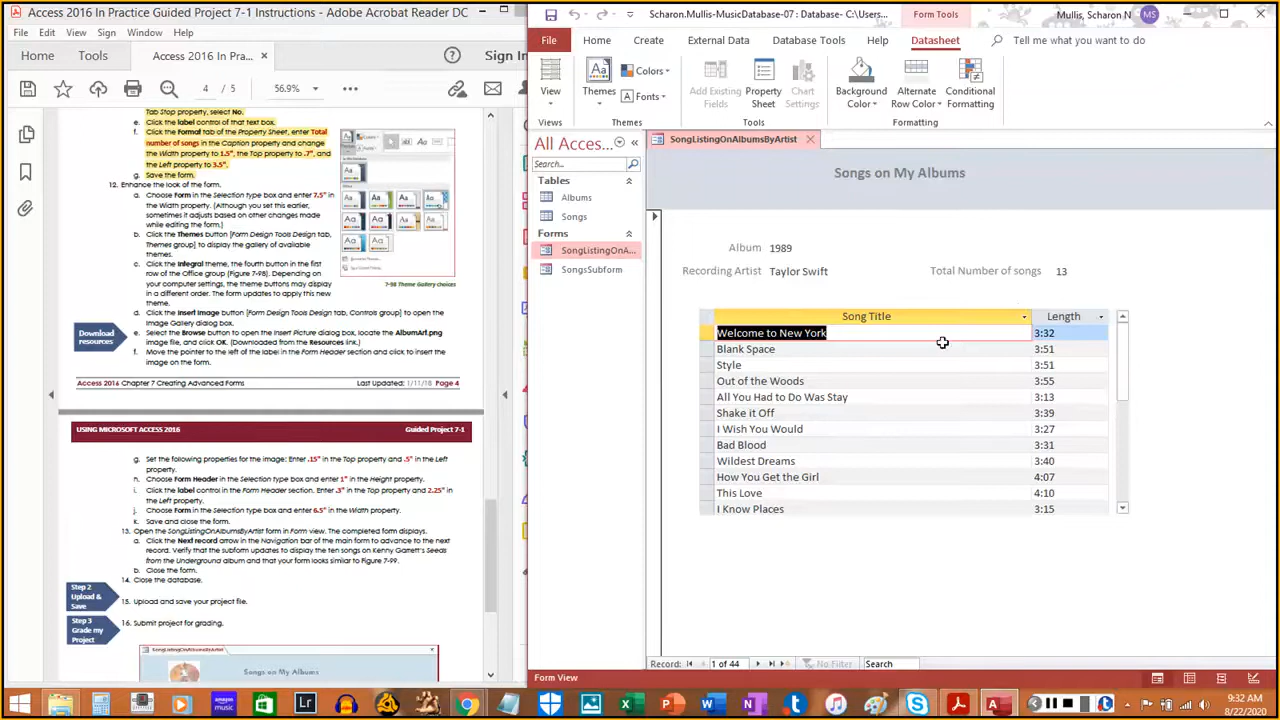 Access 2016 In Practice Guided Project 7-1 Instructions - Adobe Acrobat Reader DC
File Edit View Sign Window Help
Home Tools Access 2016 In Pra... × Sign In
4 / 5 56.9%
Tab Stop property, select No.
e. Click the label control of that text box.
f. Click the Format tab of the Property Sheet, enter Total
number of songs in the Caption property and change
the Width property to 1.5", the Top property to .7", and
the Left property to 3.5".
g. Save the form.
12. Enhance the look of the form.
a. Choose Form in the Selection type box and enter 7.5" in
the Width property. (Although you set this earlier,
sometimes it adjusts based on other changes made
while editing the form.)
b. Click the Themes button [Form Design Tools Design tab,
Themes group] to display the gallery of available
themes.
c. Click the Integral theme, the fourth button in the first
row of the Office group (Figure 7-98). Depending on
your computer settings, the theme buttons may display
in a different order. The form updates to apply this new
theme.
7-98 Theme Gallery choices
d. Click the Insert Image button [Form Design Tools Design tab, Controls group] to open the
Image Gallery dialog box.
Download
resources
e. Select the Browse button to open the Insert Picture dialog box, locate the AlbumArt.png
image file, and click OK. (Downloaded from the Resources link.)
f. Move the pointer to the left of the label in the Form Header section and click to insert the
image on the form.
Access 2016 Chapter 7 Creating Advanced Forms Last Updated: 1/11/18 Page 4
USING MICROSOFT ACCESS 2016 Guided Project 7-1
g. Set the following properties for the image: Enter .15" in the Top property and .5" in the Left
property.
h. Choose Form Header in the Selection type box and enter 1" in the Height property.
i. Click the label control in the Form Header section. Enter .3" in the Top property and 2.25" in
the Left property.
j. Choose Form in the Selection type box and enter 6.5" in the Width property.
k. Save and close the form.
13. Open the SongListingOnAlbumsByArtist form in Form view. The completed form displays.
a. Click the Next record arrow in the Navigation bar of the main form to advance to the next
record. Verify that the subform updates to display the ten songs on Kenny Garrett's Seeds
from the Underground album and that your form looks similar to Figure 7-99.
b. Close the form.
14. Close the database.
Step 2
Upload &
Save
15. Upload and save your project file.
Step 3
Grade my
Project
16. Submit project for grading.
SongListingOnAlbumsByArtist
Songs on My Albums
Scharon.Mullis-MusicDatabase-07 : Database- C:\Users... Form Tools Mullis, Scharon N MS
File Home Create External Data Database Tools Help Datasheet Tell me what you want to do
View
Views
Themes Colors Fonts
Themes
Add Existing Fields Property Sheet Chart Settings
Tools
Background Color Alternate Row Color Conditional Formatting
Formatting
All Acces...
Search...
Tables
Albums
Songs
Forms
SongListingOnA...
SongsSubform
SongListingOnAlbumsByArtist ×
Songs on My Albums
Album 1989
Recording Artist Taylor Swift Total Number of songs 13
Song Title Length
Welcome to New York 3:32
Blank Space 3:51
Style 3:51
Out of the Woods 3:55
All You Had to Do Was Stay 3:13
Shake it Off 3:39
I Wish You Would 3:27
Bad Blood 3:31
Wildest Dreams 3:40
How You Get the Girl 4:07
This Love 4:10
I Know Places 3:15
Record: 1 of 44 No Filter Search
Form View
9:32 AM
8/22/2020